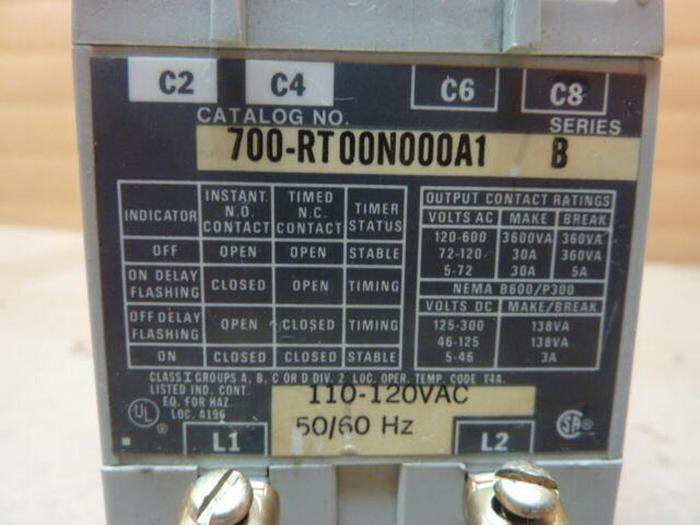 C2 C4 C6 C8
CATALOG NO. SERIES
700-RT00N000A1 B
INDICATOR INSTANT. N.O. CONTACT TIMED N.C. CONTACT TIMER STATUS
OFF OPEN OPEN STABLE
ON DELAY FLASHING CLOSED OPEN TIMING
OFF DELAY FLASHING OPEN CLOSED TIMING
ON CLOSED CLOSED STABLE
OUTPUT CONTACT RATINGS
VOLTS AC MAKE BREAK
120-600 3600VA 360VA
72-120 30A 360VA
5-72 30A 5A
NEMA B600/P300
VOLTS DC MAKE/BREAK
125-300 138VA
46-125 138VA
5-46 3A
CLASS I GROUPS A, B, C OR D DIV. 2 LOC. OPER. TEMP. CODE T4A.
LISTED IND. CONT.
EQ. FOR HAZ.
LOC. A196
UL ®
110-120VAC
50/60 Hz
SA ®
L1 L2